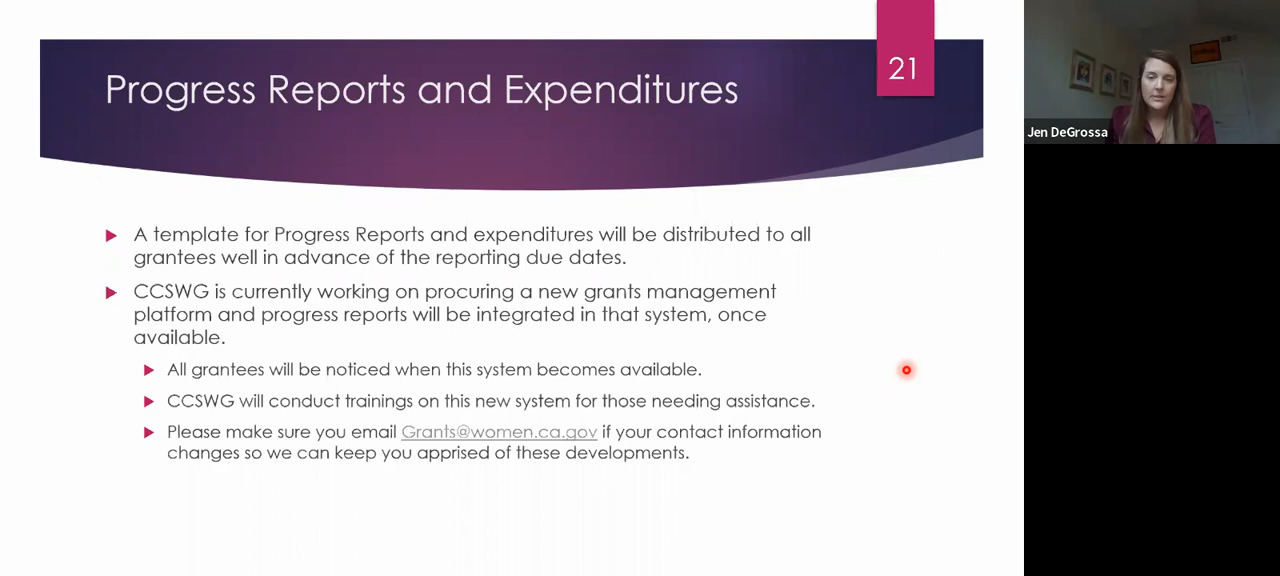 21
Progress Reports and Expenditures
A template for Progress Reports and expenditures will be distributed to all
grantees well in advance of the reporting due dates.
CCSWG is currently working on procuring a new grants management
platform and progress reports will be integrated in that system, once
available.
All grantees will be noticed when this system becomes available.
CCSWG will conduct trainings on this new system for those needing assistance.
Please make sure you email Grants@women.ca.gov if your contact information
changes so we can keep you apprised of these developments.
Jen DeGrossa